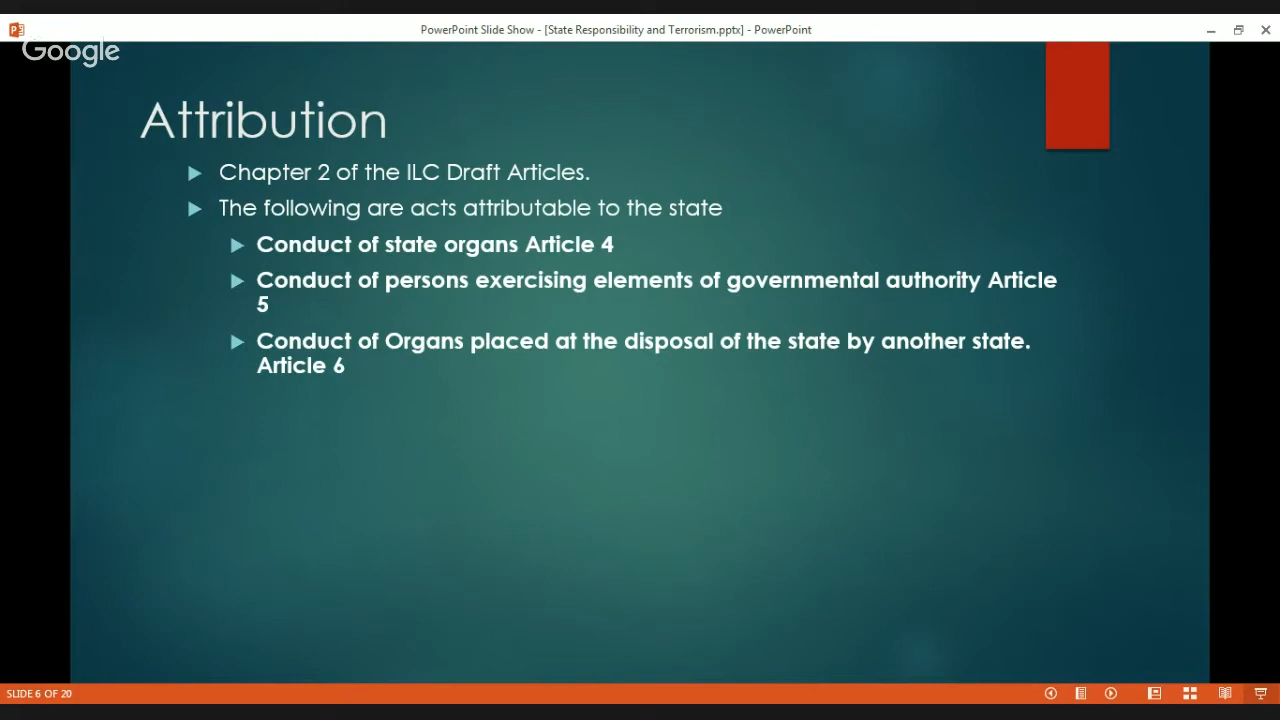 PowerPoint Slide Show - [State Responsibility and Terrorism.pptx] - PowerPoint
Google
Attribution
Chapter 2 of the ILC Draft Articles.
The following are acts attributable to the state
Conduct of state organs Article 4
Conduct of persons exercising elements of governmental authority Article
5
Conduct of Organs placed at the disposal of the state by another state.
Article 6
SLIDE 6 OF 20